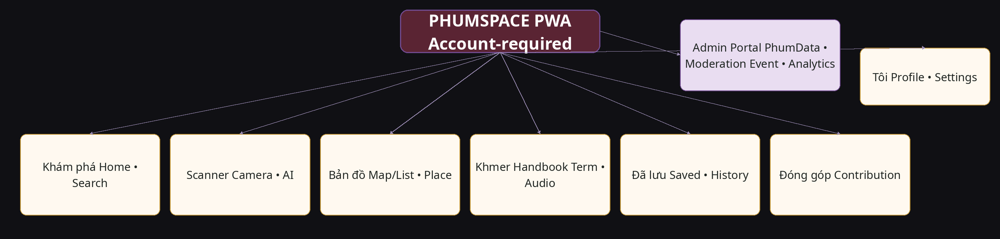 PHUMSPACE PWA
Account-required
Admin Portal PhumData •
Moderation Event • Analytics
Tôi Profile • Settings
Khám phá Home •
Search
Scanner Camera • AI
Bản đồ Map/List • Place
Khmer Handbook Term •
Audio
Đã lưu Saved • History
Đóng góp Contribution